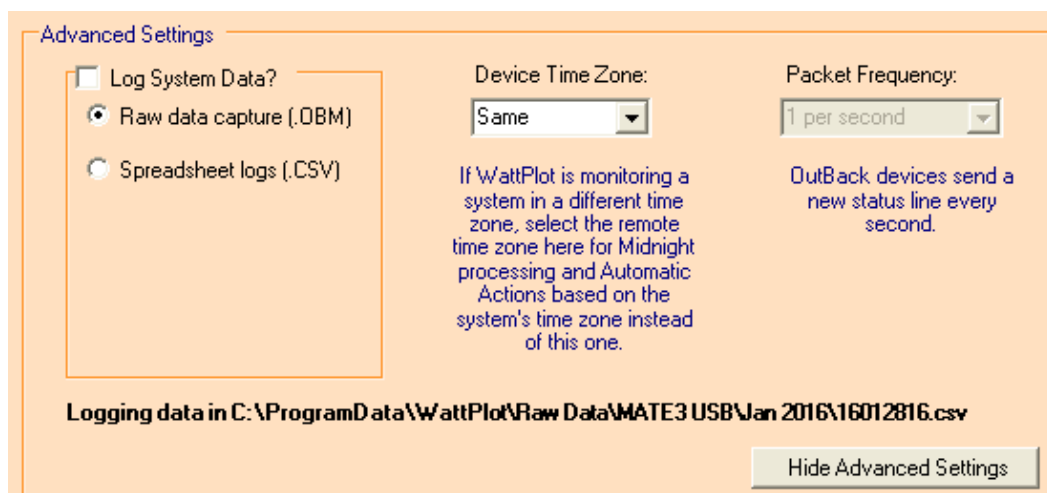 Advanced Settings
Log System Data?
Raw data capture (.OBM)
Spreadsheet logs (.CSV)
Device Time Zone:
Same
If WattPlot is monitoring a
system in a different time
zone, select the remote
time zone here for Midnight
processing and Automatic
Actions based on the
system's time zone instead
of this one.
Packet Frequency:
1 per second
OutBack devices send a
new status line every
second.
Logging data in C:\ProgramData\WattPlot\Raw Data\MATE3 USB\Jan 2016\16012816.csv
Hide Advanced Settings